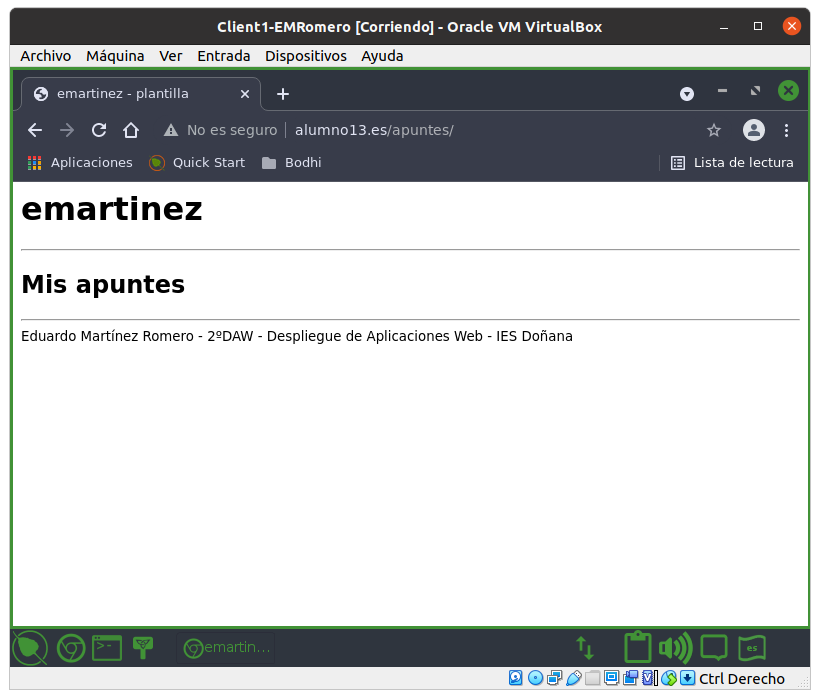 Client1-EMRomero [Corriendo] - Oracle VM VirtualBox
Archivo Máquina Ver Entrada Dispositivos Ayuda
emartinez - plantilla
No es seguro alumno13.es/apuntes/
Aplicaciones Quick Start Bodhi Lista de lectura
emartinez
Mis apuntes
Eduardo Martínez Romero - 2ºDAW - Despliegue de Aplicaciones Web - IES Doñana
emartin... es
Ctrl Derecho